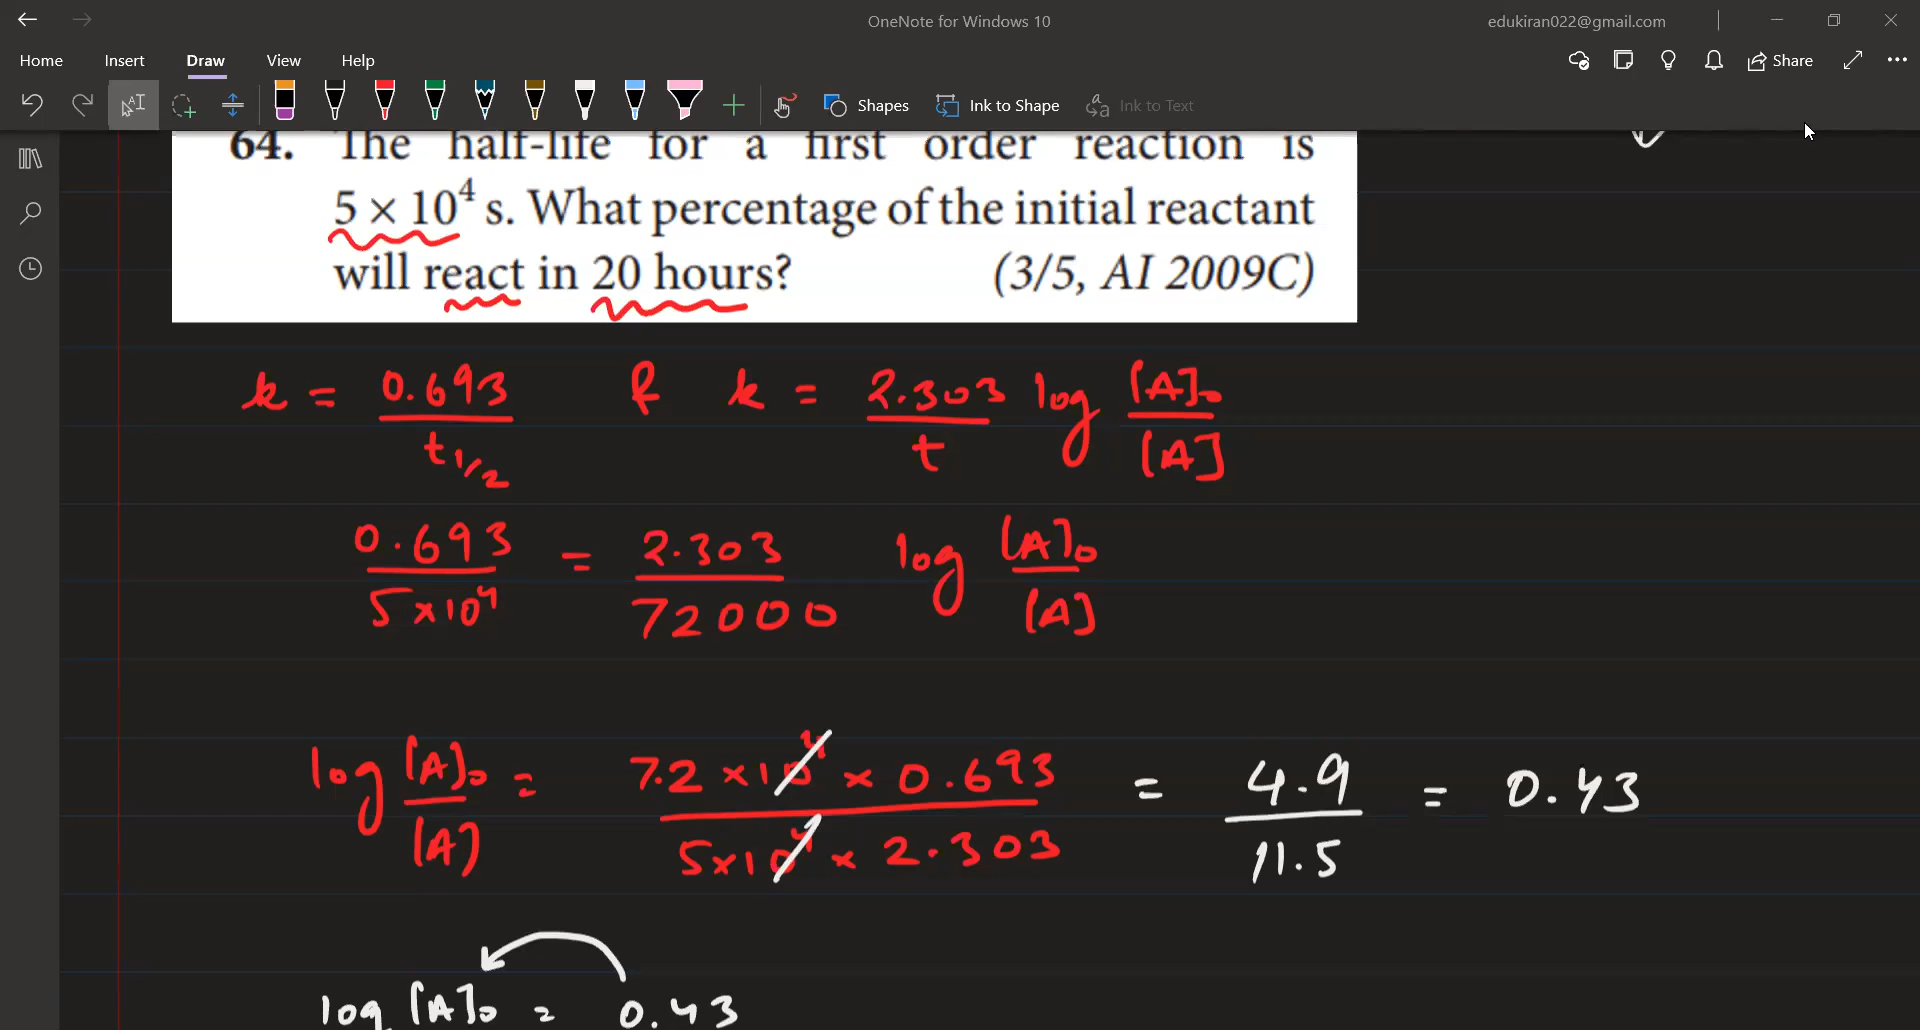 OneNote for Windows 10
edukiran022@gmail.com
Home Insert Draw View Help
Share
Shapes Ink to Shape Ink to Text
64. The half-life for a first order reaction is
5 × 10⁴ s. What percentage of the initial reactant
will react in 20 hours? (3/5, AI 2009C)
k = 0.693 / t 1/2 & k = 2.303 / t log [A]₀ / [A]
0.693 / 5×10⁴ = 2.303 / 72000 log [A]₀ / [A]
log [A]₀ / [A] = 7.2 × 10⁴ × 0.693 / 5×10⁴ × 2.303 = 4.9 / 11.5 = 0.43
log [A]₀ = 0.43